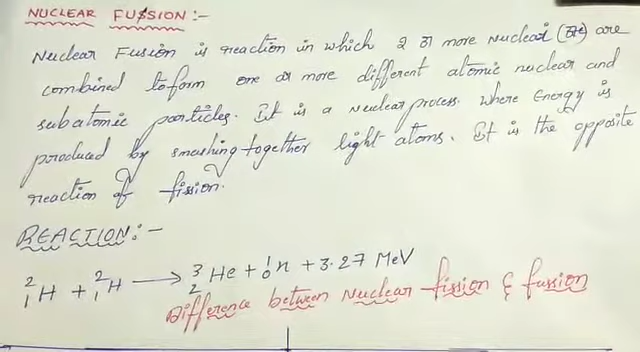 NUCLEAR FUSSION:-
Nuclear Fusion is reaction in which 2 or more nuclei (are) are
combined to form one or more different atomic nuclear and
subatomic particles. It is a nuclear process. Where Energy is
produced by smashing together light atoms. It is the opposite
reaction of fission.
REACTION:-
²₁H + ²₁H ⟶ ³₂He + ¹₀n + 3.27 MeV
Difference between Nuclear fission & fussion